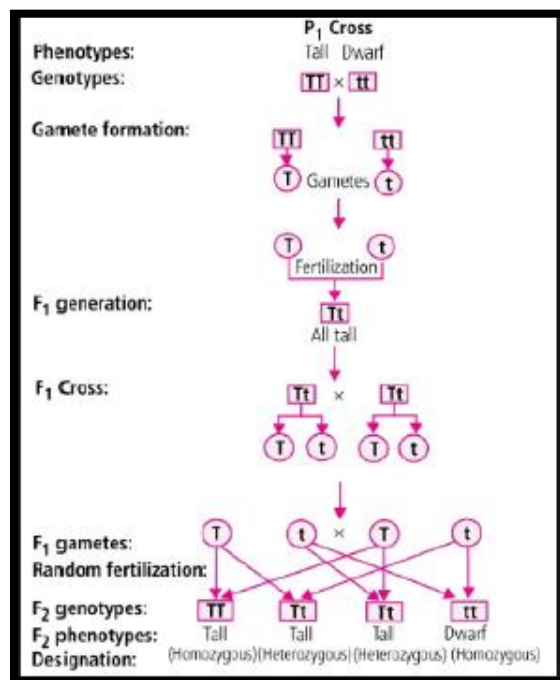 P₁ Cross
Phenotypes: Tall Dwarf
Genotypes: TT × tt
Gamete formation:
TT tt
T Gametes t
T t
Fertilization
F₁ generation: Tt
All tall
F₁ Cross: Tt × Tt
T t T t
F₁ gametes: T t × T t
Random fertilization:
F₂ genotypes: TT Tt Tt tt
F₂ phenotypes: Tall Tall Tall Dwarf
Designation: (Homozygous) (Heterozygous) (Heterozygous) (Homozygous)